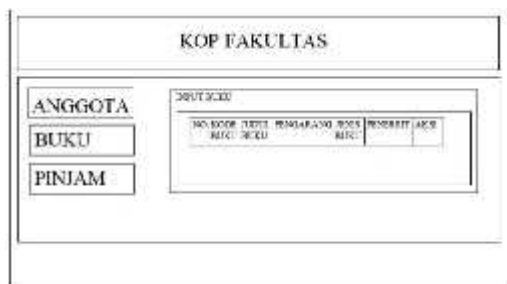 KOP FAKULTAS
ANGGOTA
BUKU
PINJAM
INPUT BUKU
NO KODE JUDUL PENGARANG JENIS PENERBIT AKSI
BUKU BUKU BUKU